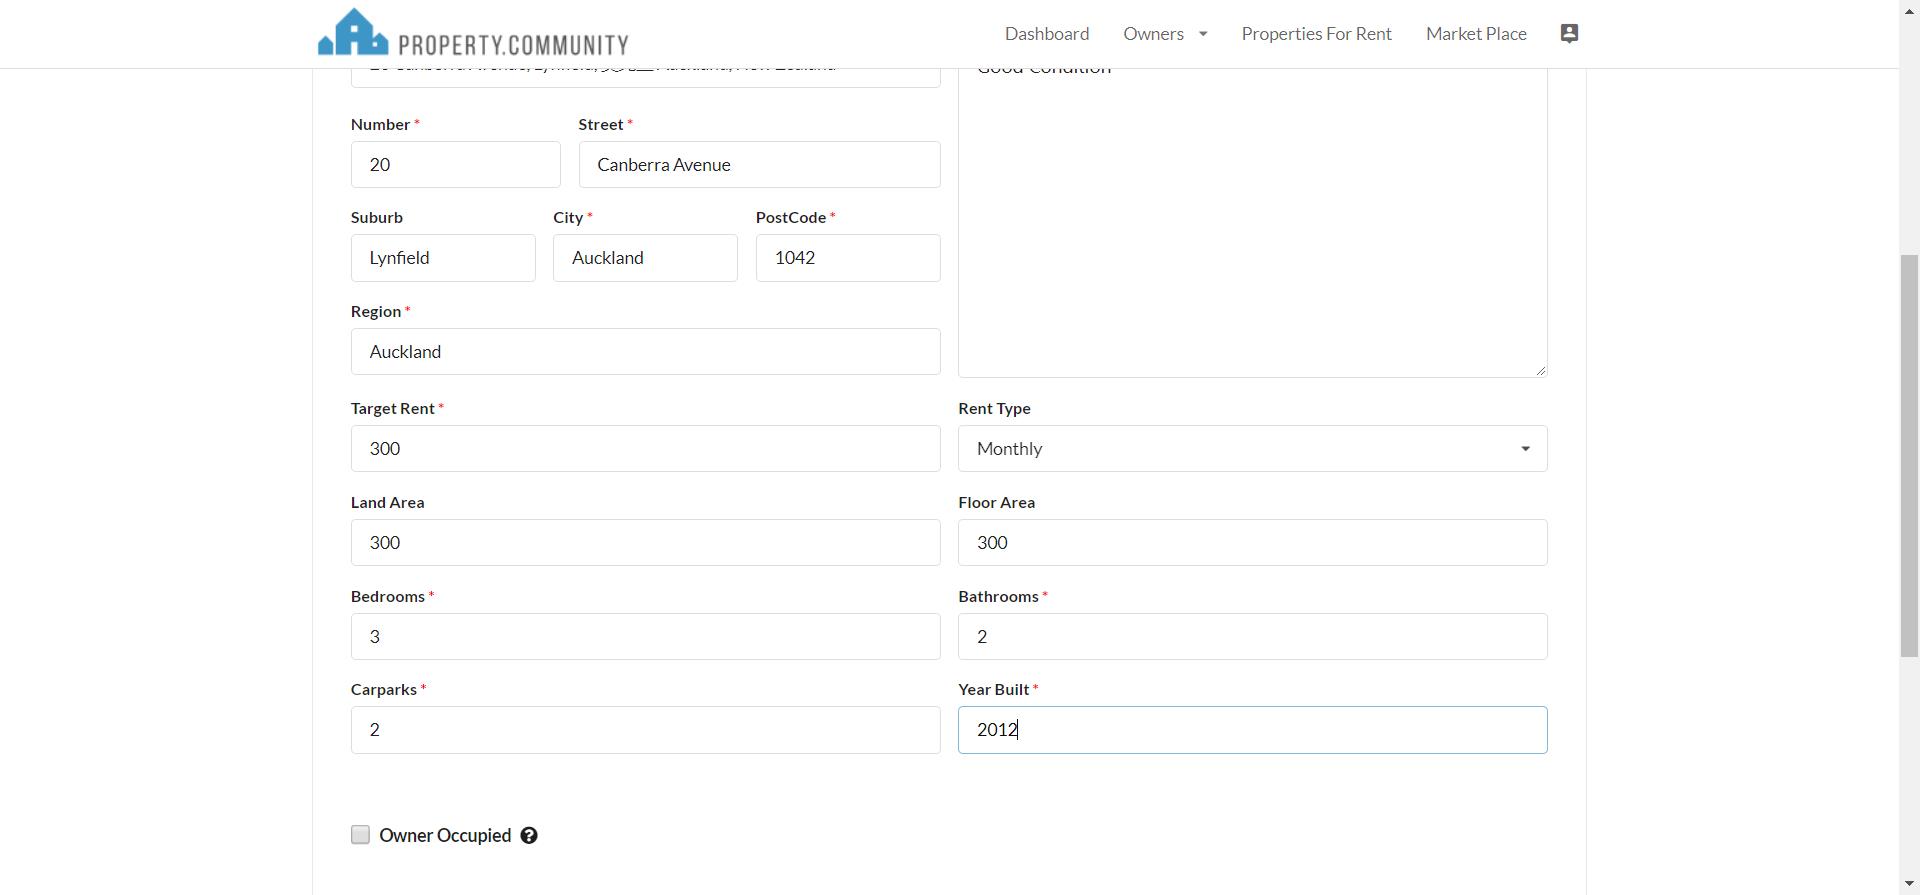 PROPERTY.COMMUNITY
Dashboard Owners Properties For Rent Market Place
Good Condition
Number * Street *
20 Canberra Avenue
Suburb City * PostCode *
Lynfield Auckland 1042
Region *
Auckland
Target Rent * Rent Type
300 Monthly
Land Area Floor Area
300 300
Bedrooms * Bathrooms *
3 2
Carparks * Year Built *
2 2012
Owner Occupied ?